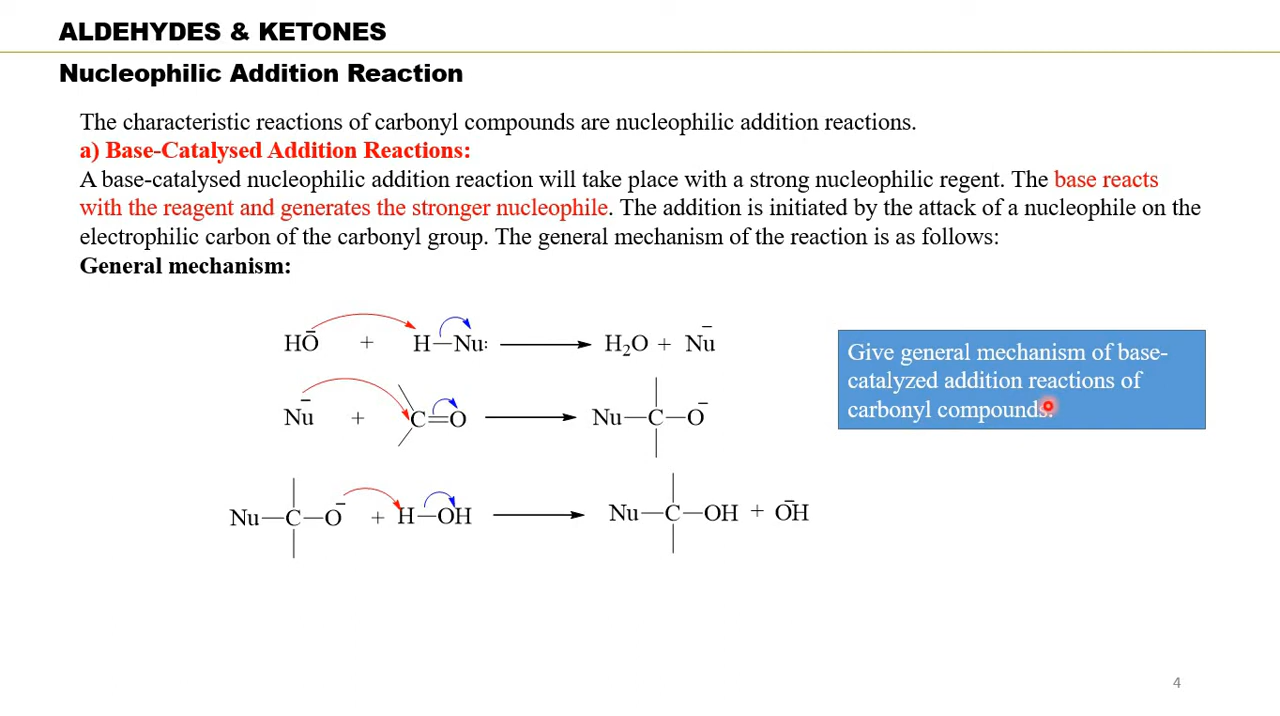 ALDEHYDES & KETONES
Nucleophilic Addition Reaction
The characteristic reactions of carbonyl compounds are nucleophilic addition reactions.
a) Base-Catalysed Addition Reactions:
A base-catalysed nucleophilic addition reaction will take place with a strong nucleophilic regent. The base reacts
with the reagent and generates the stronger nucleophile. The addition is initiated by the attack of a nucleophile on the
electrophilic carbon of the carbonyl group. The general mechanism of the reaction is as follows:
General mechanism:
HO⁻ + H—Nu: ⟶ H₂O + Nu⁻
Nu⁻ + C=O ⟶ Nu—C—O⁻
Nu—C—O⁻ + H—OH ⟶ Nu—C—OH + OH⁻
Give general mechanism of base-
catalyzed addition reactions of
carbonyl compounds.
4